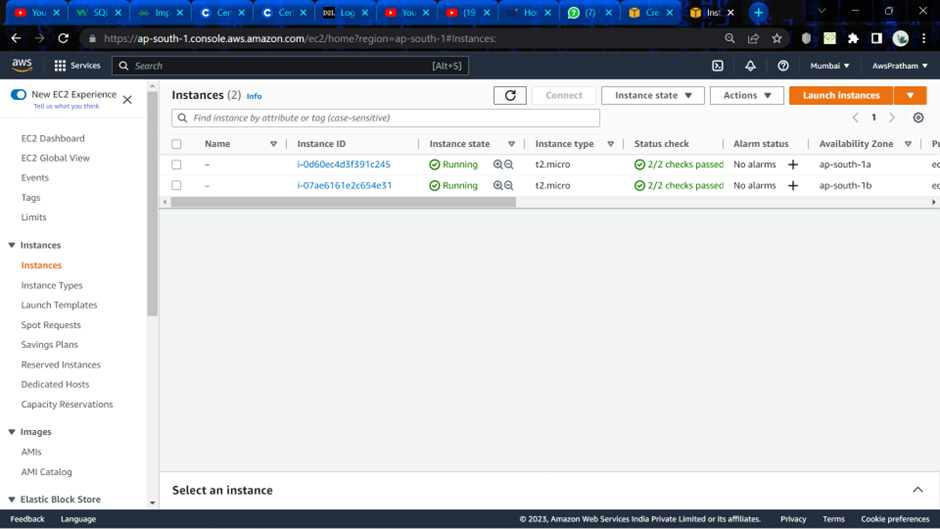 You
SQL
Imp
Cer
Cer
DXL Log
You
(19
Ho
(7)
Cre
Inst
https://ap-south-1.console.aws.amazon.com/ec2/home?region=ap-south-1#Instances:
aws Services Search [Alt+S] Mumbai AwsPratham
New EC2 Experience
Tell us what you think
EC2 Dashboard
EC2 Global View
Events
Tags
Limits
Instances
Instances
Instance Types
Launch Templates
Spot Requests
Savings Plans
Reserved Instances
Dedicated Hosts
Capacity Reservations
Images
AMIs
AMI Catalog
Elastic Block Store
Instances (2) Info Connect Instance state Actions Launch instances
Find instance by attribute or tag (case-sensitive) 1
Name Instance ID Instance state Instance type Status check Alarm status Availability Zone Pu
– i-0d60ec4d3f391c245 Running t2.micro 2/2 checks passed No alarms + ap-south-1a ec
– i-07ae6161e2c654e31 Running t2.micro 2/2 checks passed No alarms + ap-south-1b ec
Select an instance
Feedback Language © 2023, Amazon Web Services India Private Limited or its affiliates. Privacy Terms Cookie preferences